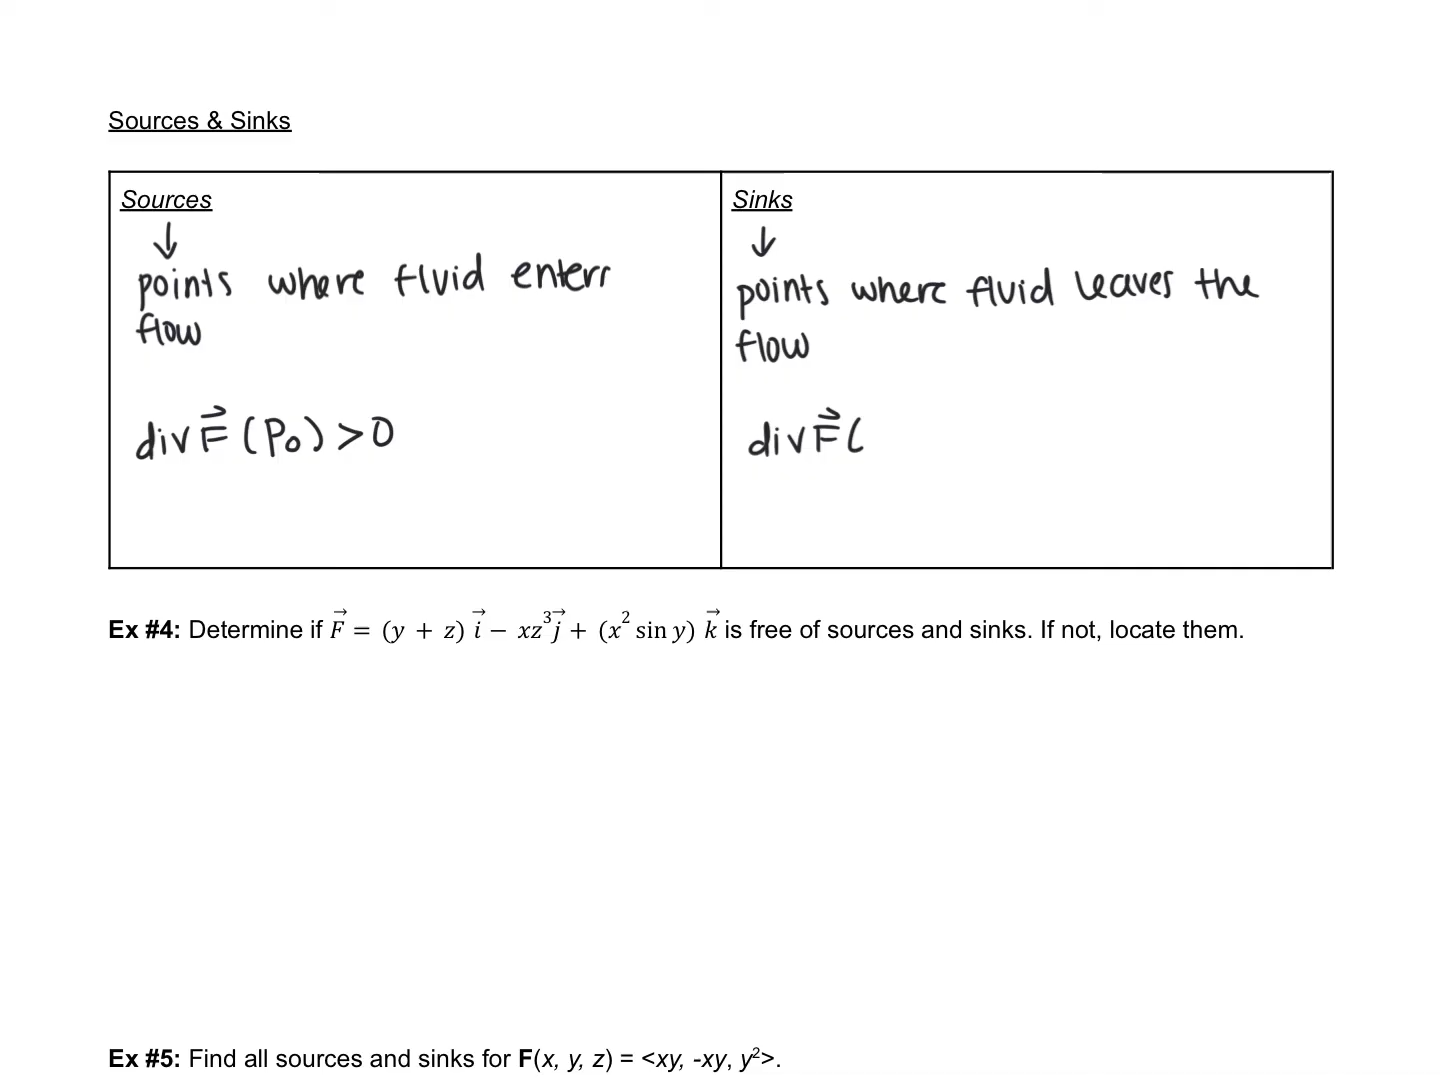 Sources & Sinks
Sources
↓
points where fluid enters
flow
div F⃗ (P₀) > 0
Sinks
↓
points where fluid leaves the
flow
div F⃗ (
Ex #4: Determine if F⃗ = (y + z) i⃗ − xz³j⃗ + (x² sin y) k⃗ is free of sources and sinks. If not, locate them.
Ex #5: Find all sources and sinks for F(x, y, z) = <xy, -xy, y²>.